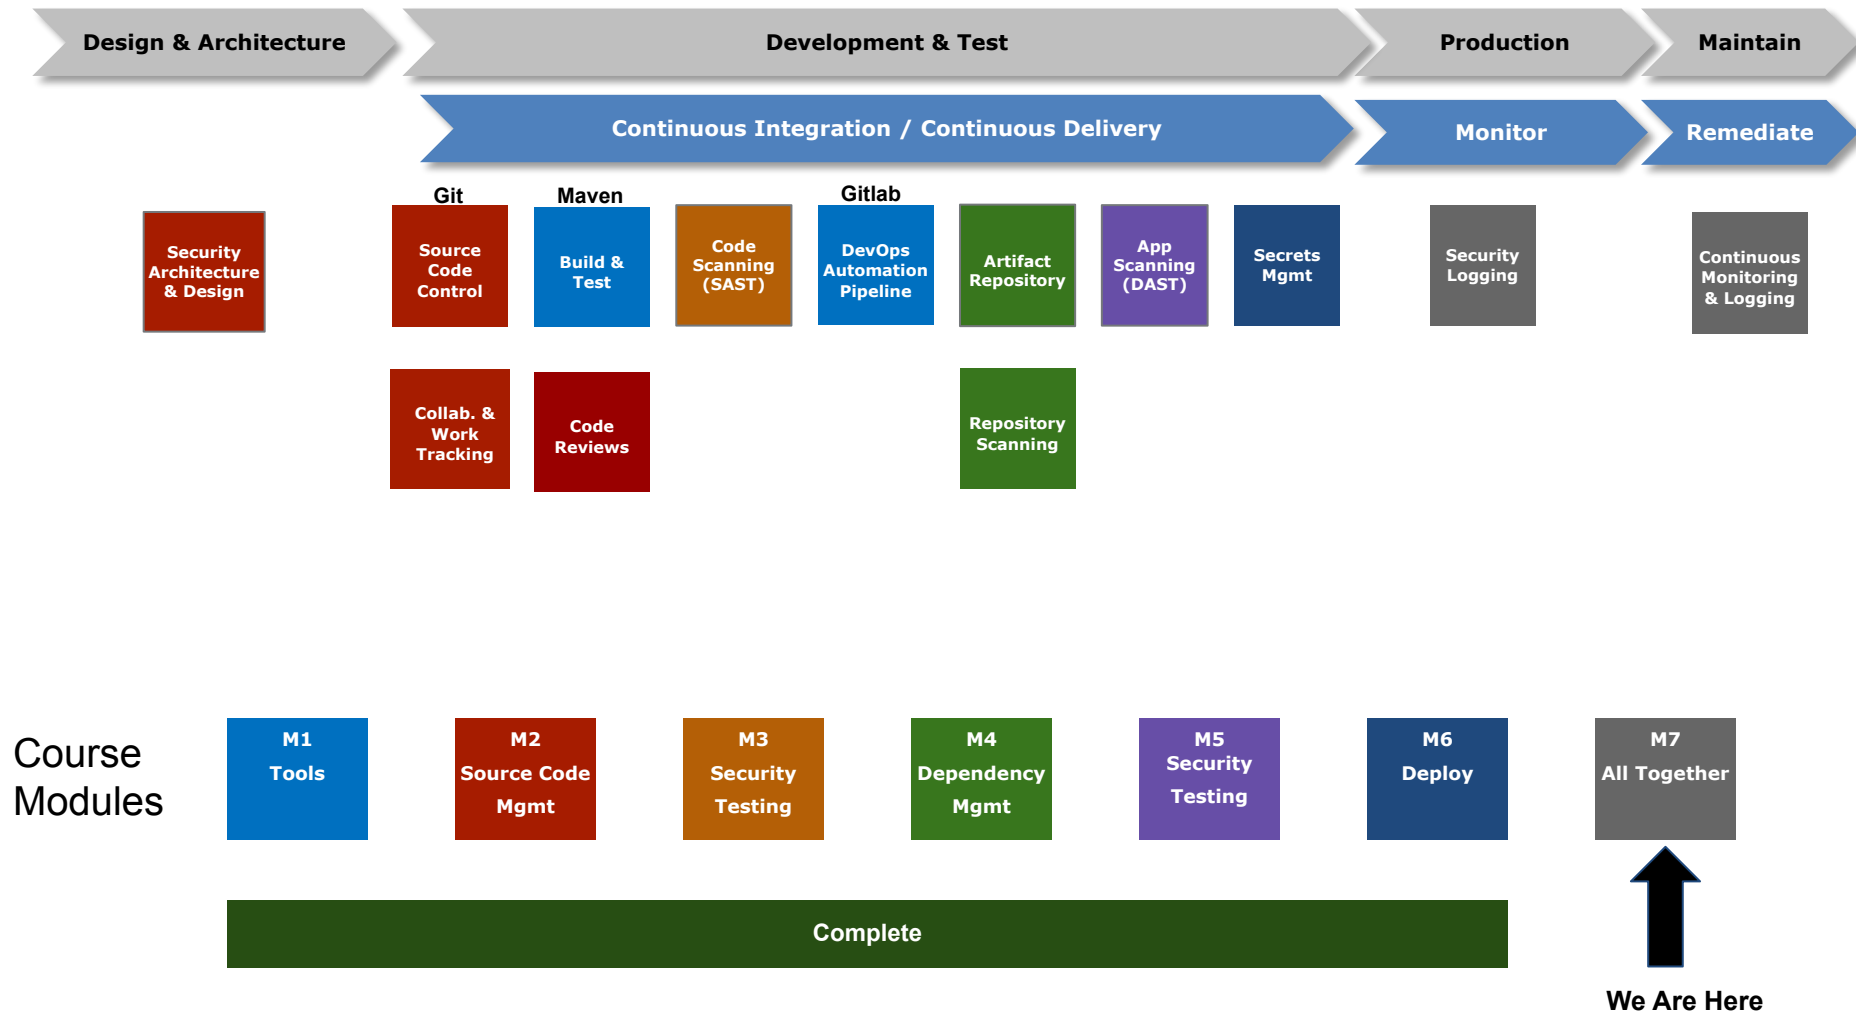 Design & Architecture
Development & Test
Production
Maintain
Continuous Integration / Continuous Delivery
Monitor
Remediate
Git
Maven
Gitlab
Security
Architecture
& Design
Source
Code
Control
Build &
Test
Code
Scanning
(SAST)
DevOps
Automation
Pipeline
Artifact
Repository
App
Scanning
(DAST)
Secrets
Mgmt
Security
Logging
Continuous
Monitoring
& Logging
Collab. &
Work
Tracking
Code
Reviews
Repository
Scanning
Course
Modules
M1
Tools
M2
Source Code
Mgmt
M3
Security
Testing
M4
Dependency
Mgmt
M5
Security
Testing
M6
Deploy
M7
All Together
Complete
We Are Here